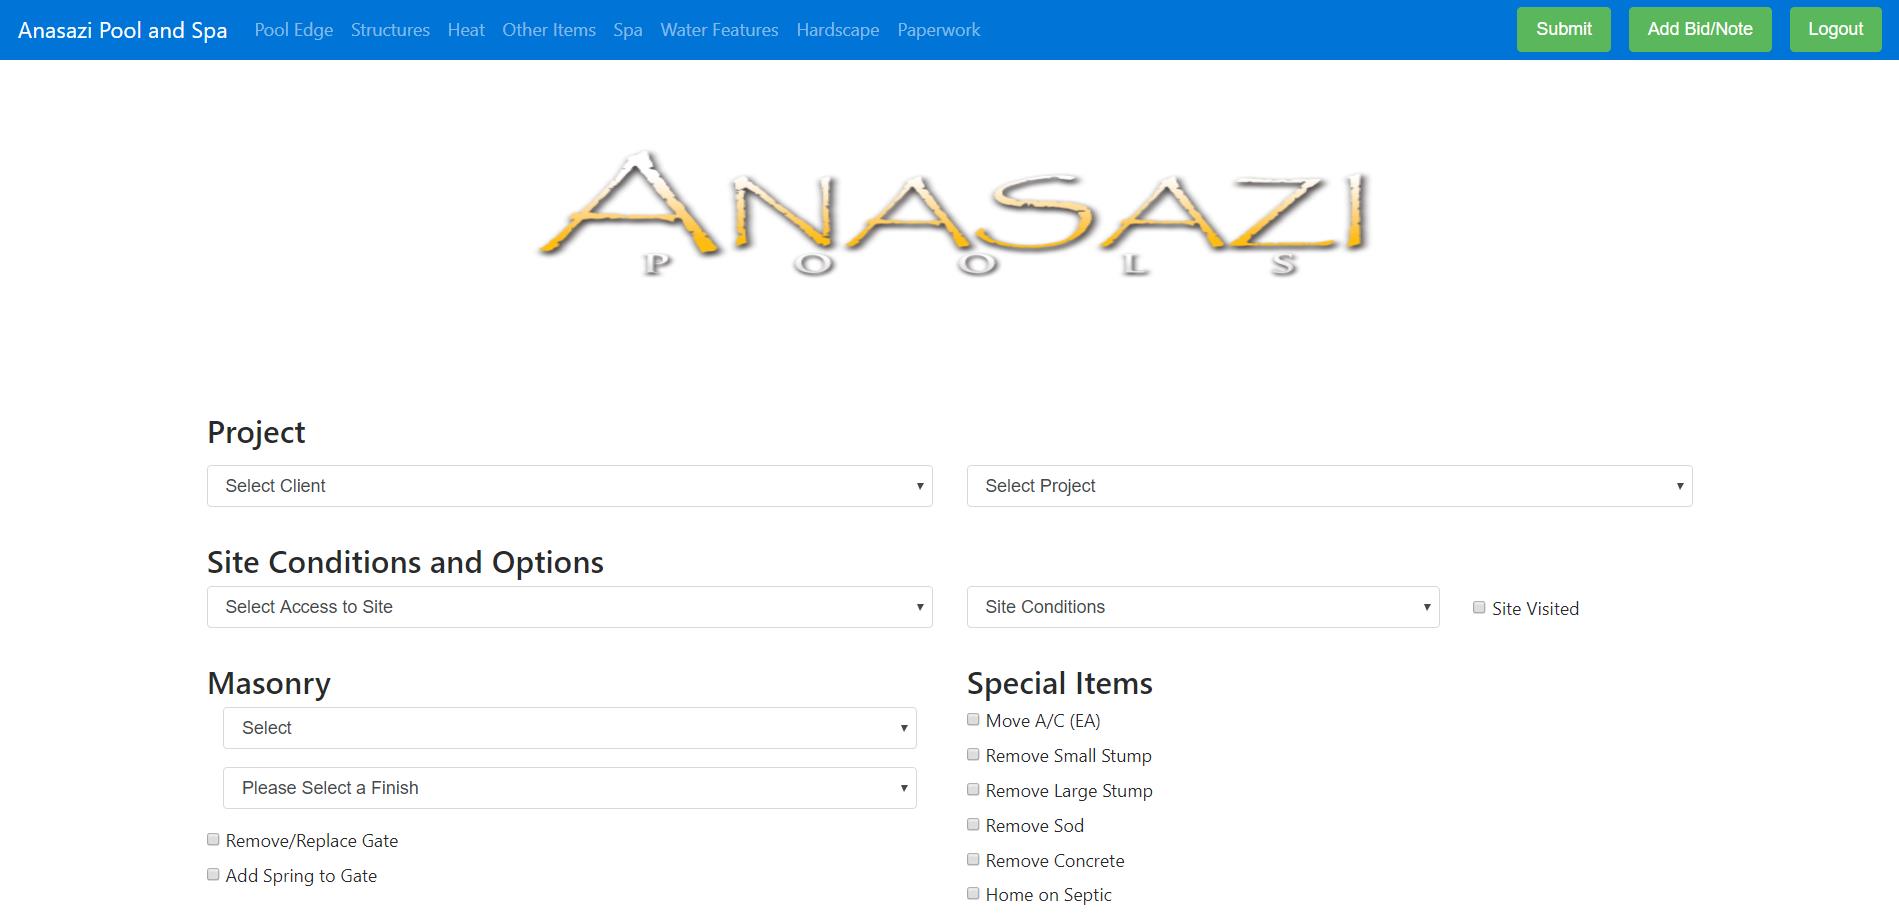 Anasazi Pool and Spa Pool Edge Structures Heat Other Items Spa Water Features Hardscape Paperwork Submit Add Bid/Note Logout
ANASAZI
POOLS
Project
Select Client Select Project
Site Conditions and Options
Select Access to Site Site Conditions Site Visited
Masonry
Select
Please Select a Finish
Remove/Replace Gate
Add Spring to Gate
Special Items
Move A/C (EA)
Remove Small Stump
Remove Large Stump
Remove Sod
Remove Concrete
Home on Septic